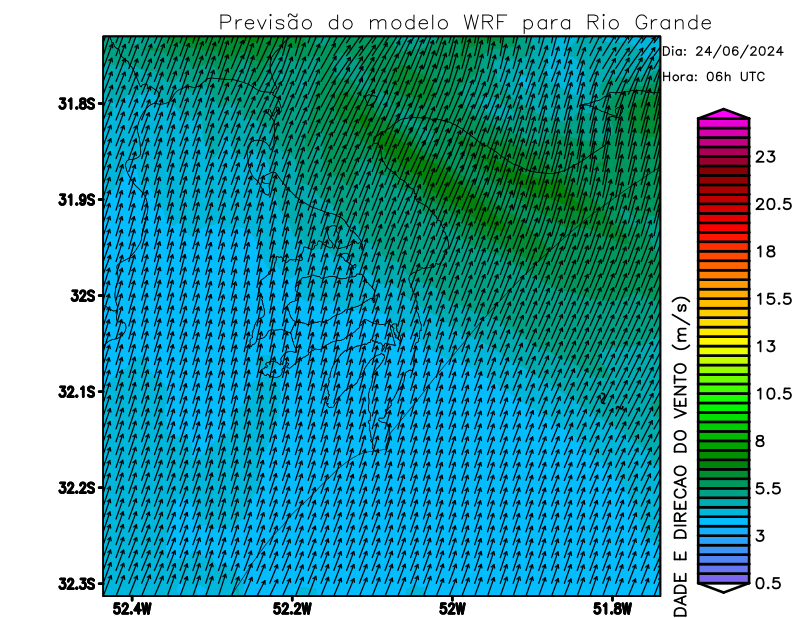 Previsão do modelo WRF para Rio Grande
Dia: 24/06/2024
Hora: 06h UTC
31.8S
31.9S
32S
32.1S
32.2S
32.3S
52.4W
52.2W
52W
51.8W
DADE E DIRECAO DO VENTO (m/s)
23
20.5
18
15.5
13
10.5
8
5.5
3
0.5